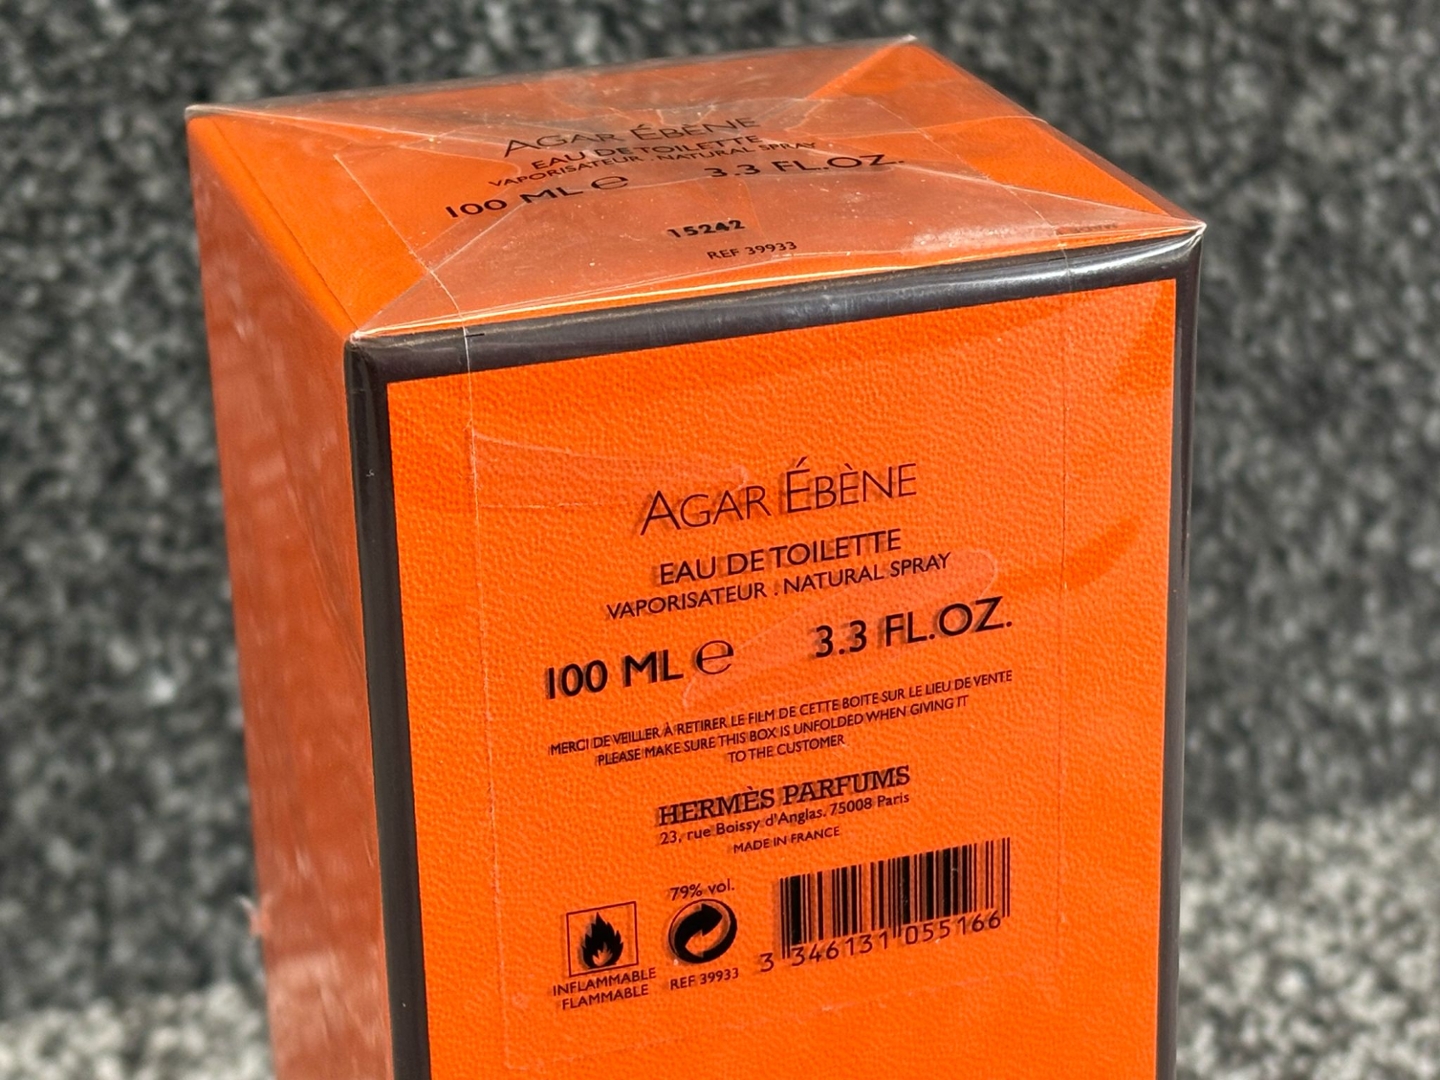 AGAR ÉBÈNE
EAU DE TOILETTE
VAPORISATEUR . NATURAL SPRAY
100 ML ℮ 3.3 FL.OZ.
15242
REF 39933
AGAR ÉBÈNE
EAU DE TOILETTE
VAPORISATEUR . NATURAL SPRAY
100 ML ℮ 3.3 FL.OZ.
MERCI DE VEILLER À RETIRER LE FILM DE CETTE BOITE SUR LE LIEU DE VENTE
PLEASE MAKE SURE THIS BOX IS UNFOLDED WHEN GIVING IT
TO THE CUSTOMER
HERMÈS PARFUMS
23, rue Boissy d'Anglas. 75008 Paris
MADE IN FRANCE
79% vol.
INFLAMMABLE
FLAMMABLE
REF 39933
3 346131 055166